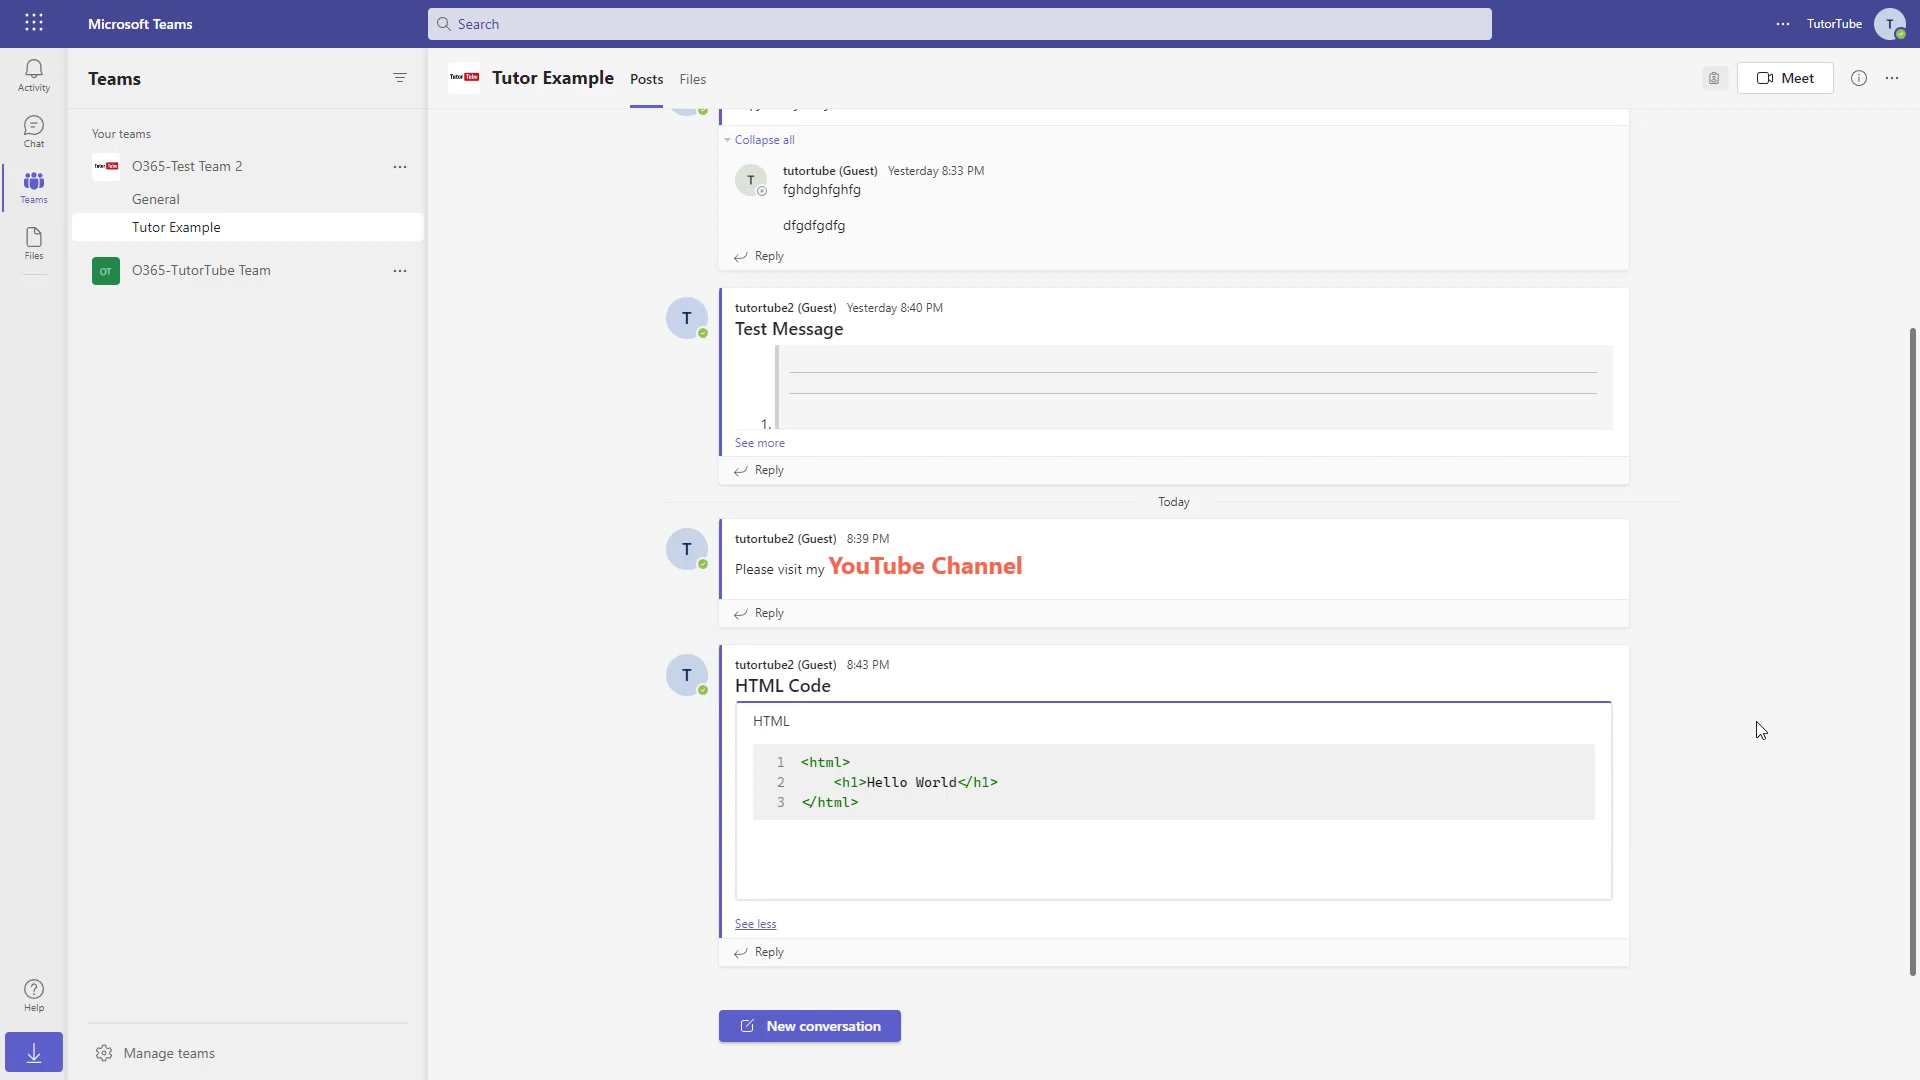 Microsoft Teams
Search
TutorTube
T
Activity
Chat
Teams
Files
Help
Teams
Your teams
Tutor Tube
O365-Test Team 2
General
Tutor Example
OT
O365-TutorTube Team
Manage teams
Tutor Tube
Tutor Example
Posts
Files
Meet
Collapse all
T
tutortube (Guest) Yesterday 8:33 PM
fghdghfghfg
dfgdfgdfg
Reply
T
tutortube2 (Guest) Yesterday 8:40 PM
Test Message
1.
See more
Reply
Today
T
tutortube2 (Guest) 8:39 PM
Please visit my YouTube Channel
Reply
T
tutortube2 (Guest) 8:43 PM
HTML Code
HTML
1 <html>
2 <h1>Hello World</h1>
3 </html>
See less
Reply
New conversation